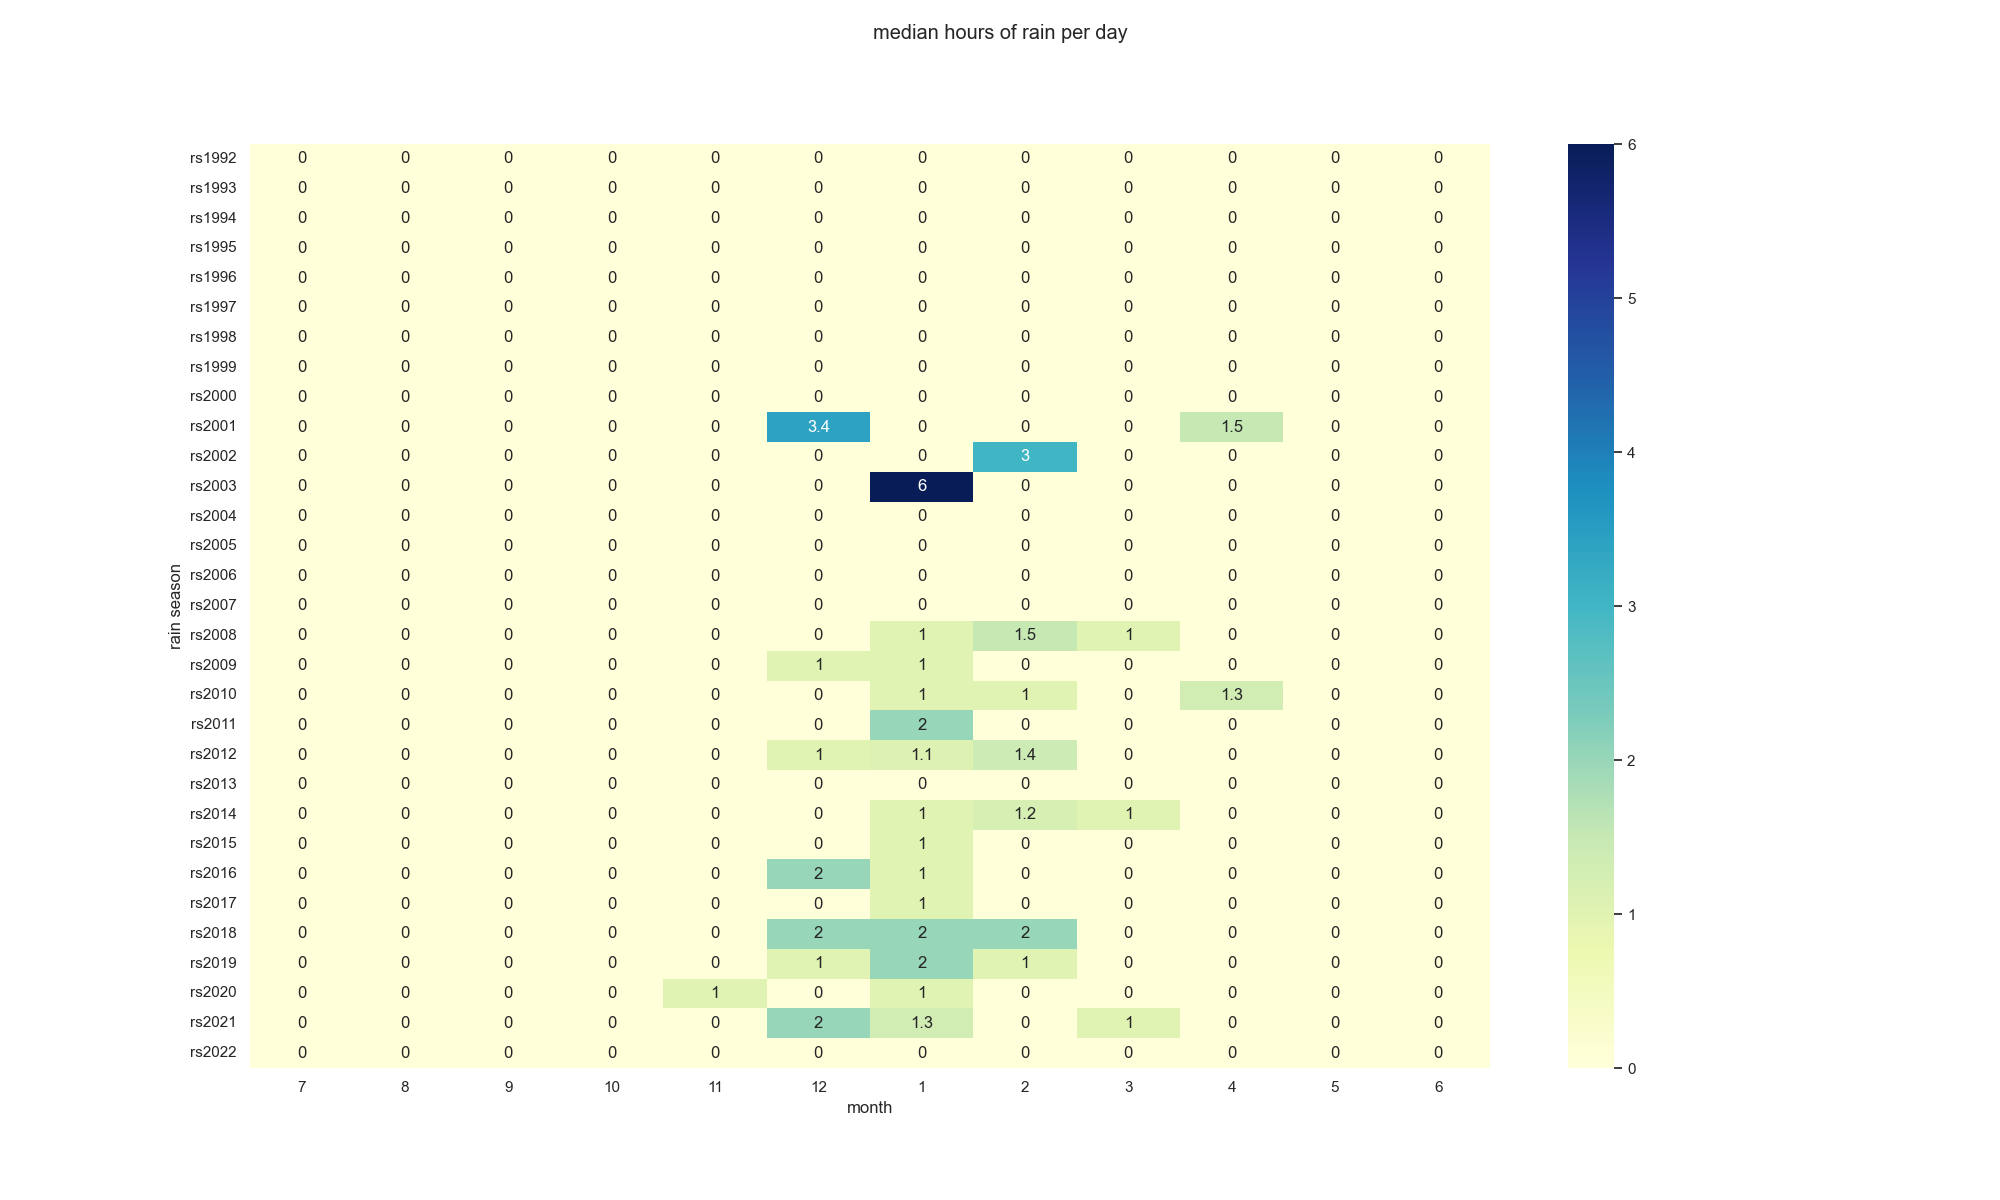 median hours of rain per day
rs1992 0 0 0 0 0 0 0 0 0 0 0 0
rs1993 0 0 0 0 0 0 0 0 0 0 0 0
rs1994 0 0 0 0 0 0 0 0 0 0 0 0
rs1995 0 0 0 0 0 0 0 0 0 0 0 0
rs1996 0 0 0 0 0 0 0 0 0 0 0 0
rs1997 0 0 0 0 0 0 0 0 0 0 0 0
rs1998 0 0 0 0 0 0 0 0 0 0 0 0
rs1999 0 0 0 0 0 0 0 0 0 0 0 0
rs2000 0 0 0 0 0 0 0 0 0 0 0 0
rs2001 0 0 0 0 0 3.4 0 0 0 1.5 0 0
rs2002 0 0 0 0 0 0 0 3 0 0 0 0
rs2003 0 0 0 0 0 0 6 0 0 0 0 0
rs2004 0 0 0 0 0 0 0 0 0 0 0 0
rs2005 0 0 0 0 0 0 0 0 0 0 0 0
rs2006 0 0 0 0 0 0 0 0 0 0 0 0
rs2007 0 0 0 0 0 0 0 0 0 0 0 0
rs2008 0 0 0 0 0 0 1 1.5 1 0 0 0
rs2009 0 0 0 0 0 1 1 0 0 0 0 0
rs2010 0 0 0 0 0 0 1 1 0 1.3 0 0
rs2011 0 0 0 0 0 0 2 0 0 0 0 0
rs2012 0 0 0 0 0 1 1.1 1.4 0 0 0 0
rs2013 0 0 0 0 0 0 0 0 0 0 0 0
rs2014 0 0 0 0 0 0 1 1.2 1 0 0 0
rs2015 0 0 0 0 0 0 1 0 0 0 0 0
rs2016 0 0 0 0 0 2 1 0 0 0 0 0
rs2017 0 0 0 0 0 0 1 0 0 0 0 0
rs2018 0 0 0 0 0 2 2 2 0 0 0 0
rs2019 0 0 0 0 0 1 2 1 0 0 0 0
rs2020 0 0 0 0 1 0 1 0 0 0 0 0
rs2021 0 0 0 0 0 2 1.3 0 1 0 0 0
rs2022 0 0 0 0 0 0 0 0 0 0 0 0
7 8 9 10 11 12 1 2 3 4 5 6
month
rain season
6
5
4
3
2
1
0